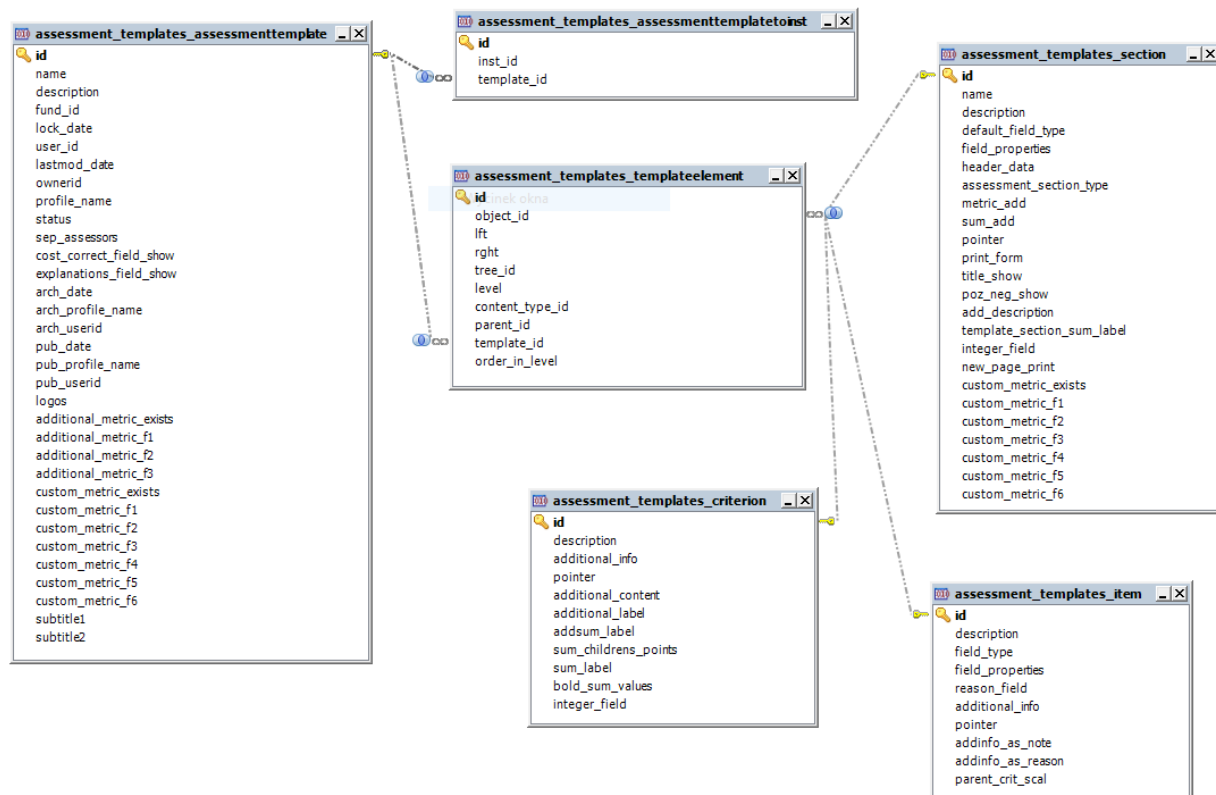 assessment_templates_assessmenttemplate
id
name
description
fund_id
lock_date
user_id
lastmod_date
ownerid
profile_name
status
sep_assessors
cost_correct_field_show
explanations_field_show
arch_date
arch_profile_name
arch_userid
pub_date
pub_profile_name
pub_userid
logos
additional_metric_exists
additional_metric_f1
additional_metric_f2
additional_metric_f3
custom_metric_exists
custom_metric_f1
custom_metric_f2
custom_metric_f3
custom_metric_f4
custom_metric_f5
custom_metric_f6
subtitle1
subtitle2
assessment_templates_assessmenttemplatetoinst
id
inst_id
template_id
assessment_templates_templateelement
id
okna
object_id
lft
rght
tree_id
level
content_type_id
parent_id
template_id
order_in_level
assessment_templates_criterion
id
description
additional_info
pointer
additional_content
additional_label
addsum_label
sum_childrens_points
sum_label
bold_sum_values
integer_field
assessment_templates_section
id
name
description
default_field_type
field_properties
header_data
assessment_section_type
metric_add
sum_add
pointer
print_form
title_show
poz_neg_show
add_description
template_section_sum_label
integer_field
new_page_print
custom_metric_exists
custom_metric_f1
custom_metric_f2
custom_metric_f3
custom_metric_f4
custom_metric_f5
custom_metric_f6
assessment_templates_item
id
description
field_type
field_properties
reason_field
additional_info
pointer
addinfo_as_note
addinfo_as_reason
parent_crit_scal